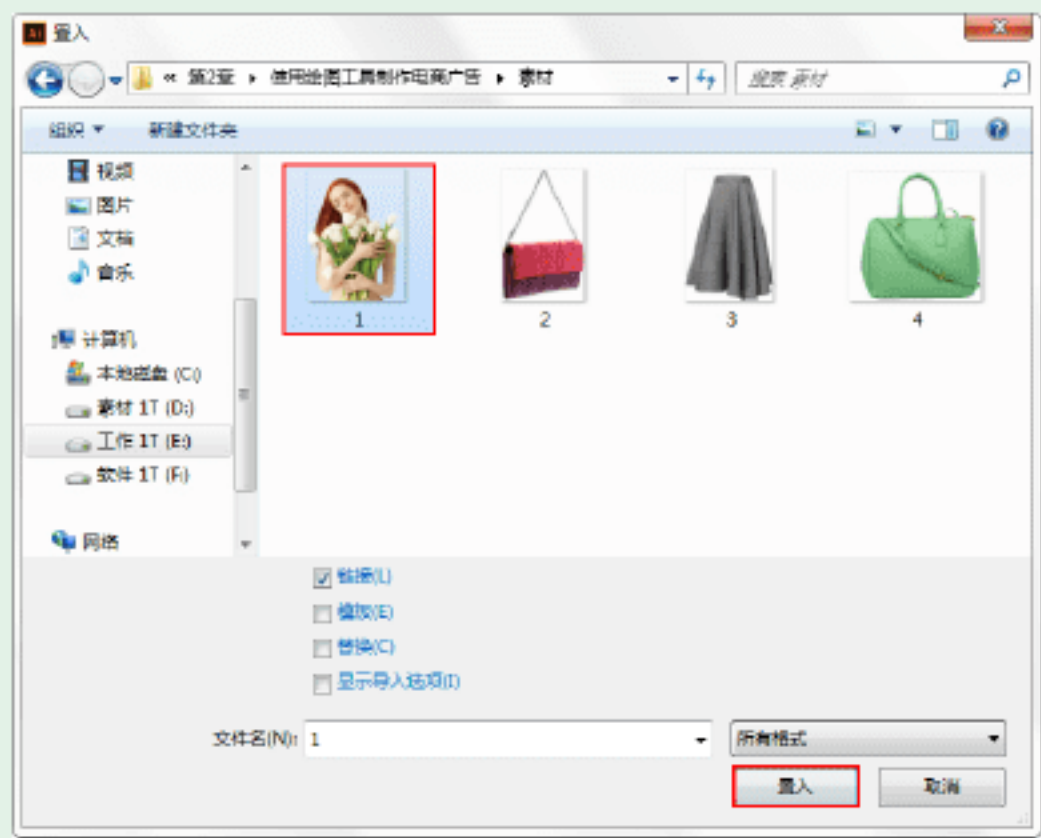 Ai 置入
« 第2章 ▸ 使用绘图工具制作电商广告 ▸ 素材
搜索 素材
组织 新建文件夹
视频
图片
文档
音乐
计算机
本地磁盘 (C:)
素材 1T (D:)
工作 1T (E:)
软件 1T (F:)
网络
1 2 3 4
链接(L)
模板(E)
替换(C)
显示导入选项(I)
文件名(N): 1 所有格式
置入 取消